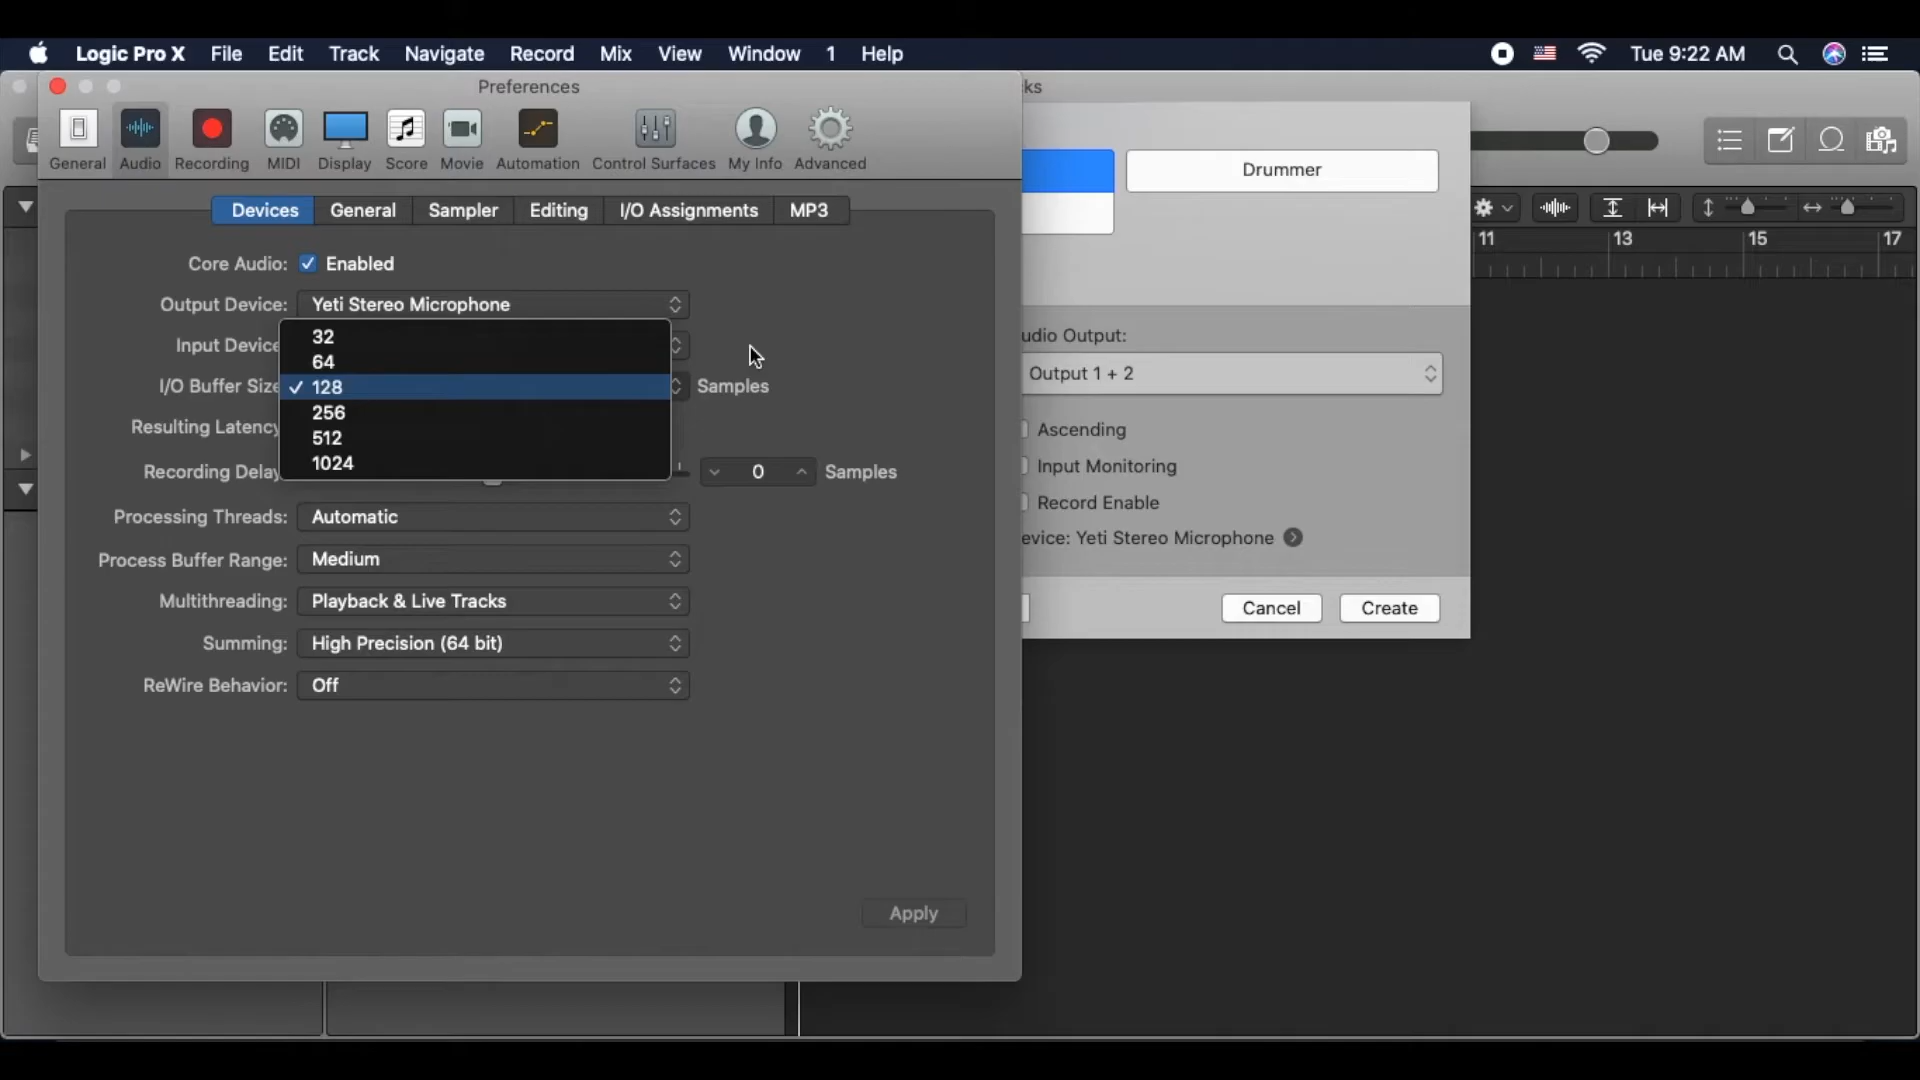 Logic Pro X File Edit Track Navigate Record Mix View Window 1 Help Tue 9:22 AM
Preferences
ks
General Audio Recording MIDI Display Score Movie Automation Control Surfaces My Info Advanced
Drummer
Devices General Sampler Editing I/O Assignments MP3
11 13 15 17
Core Audio: Enabled
Output Device: Yeti Stereo Microphone
32
Input Device
64
I/O Buffer Size 128 Samples
256
Resulting Latency
512
1024
Recording Delay 0 Samples
Processing Threads: Automatic
Process Buffer Range: Medium
Multithreading: Playback & Live Tracks
Summing: High Precision (64 bit)
ReWire Behavior: Off
Apply
udio Output:
Output 1 + 2
Ascending
Input Monitoring
Record Enable
evice: Yeti Stereo Microphone
Cancel Create